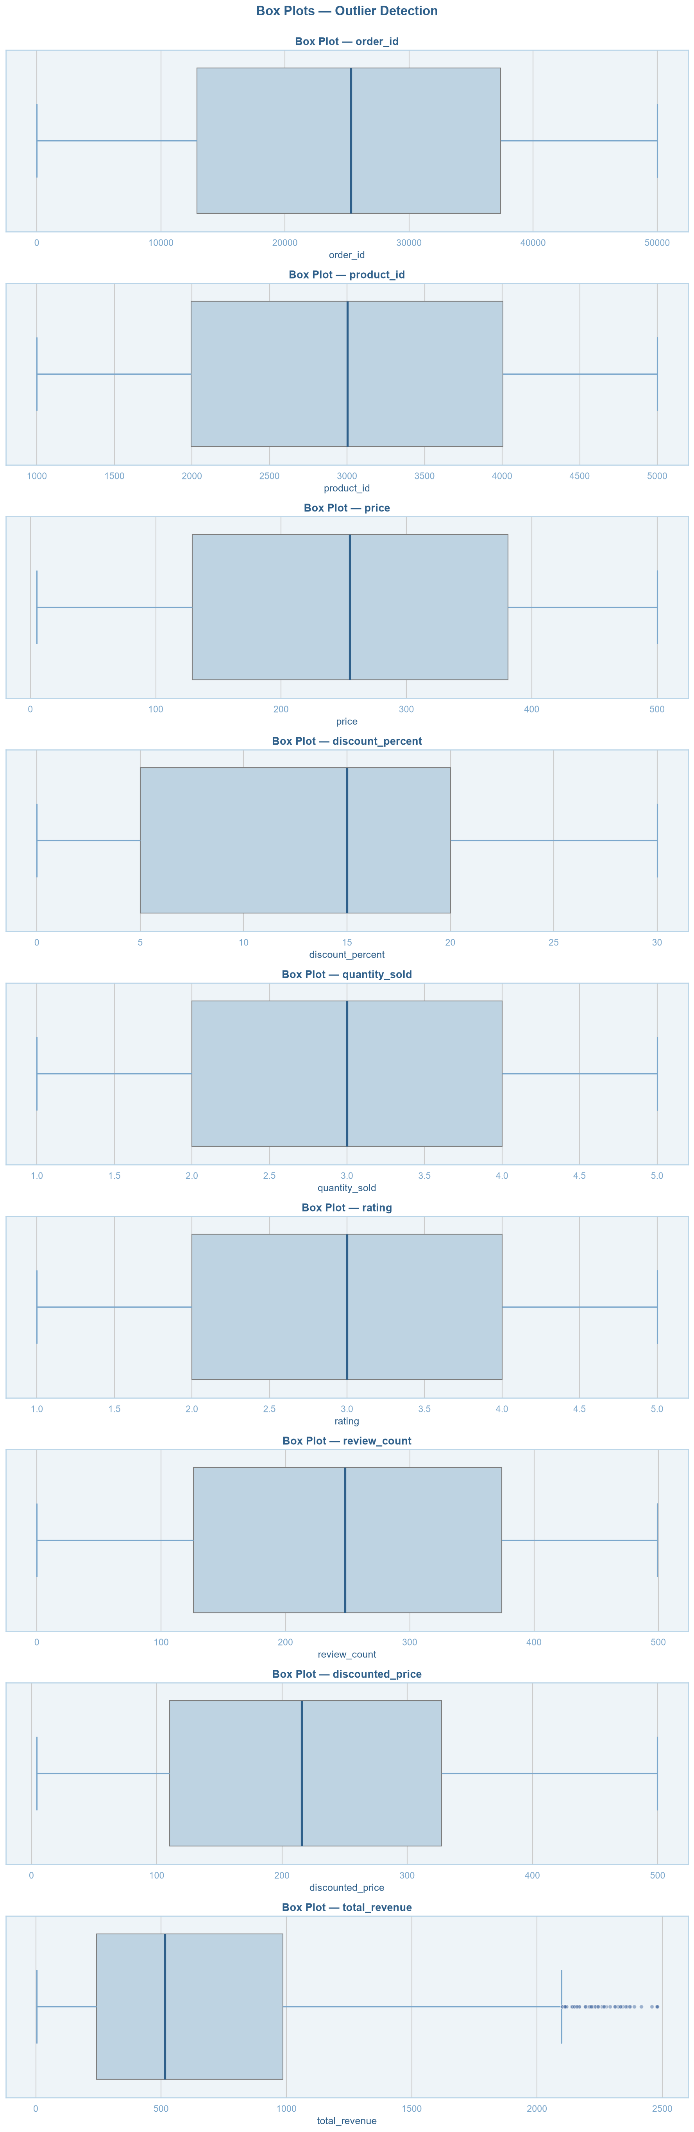 Box Plots — Outlier Detection
Box Plot — order_id
0 10000 20000 30000 40000 50000
order_id
Box Plot — product_id
1000 1500 2000 2500 3000 3500 4000 4500 5000
product_id
Box Plot — price
0 100 200 300 400 500
price
Box Plot — discount_percent
0 5 10 15 20 25 30
discount_percent
Box Plot — quantity_sold
1.0 1.5 2.0 2.5 3.0 3.5 4.0 4.5 5.0
quantity_sold
Box Plot — rating
1.0 1.5 2.0 2.5 3.0 3.5 4.0 4.5 5.0
rating
Box Plot — review_count
0 100 200 300 400 500
review_count
Box Plot — discounted_price
0 100 200 300 400 500
discounted_price
Box Plot — total_revenue
0 500 1000 1500 2000 2500
total_revenue